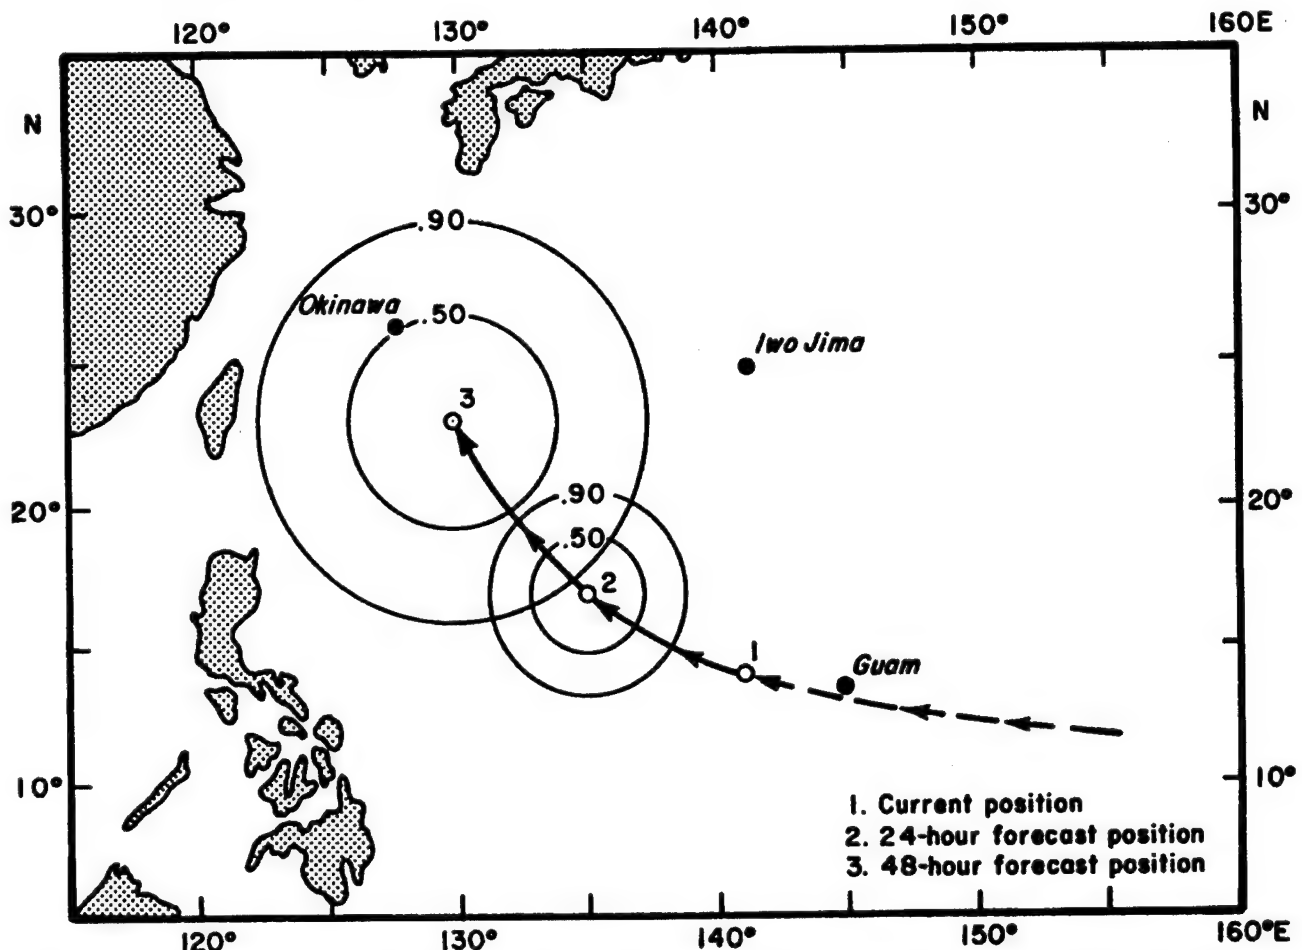 120° 130° 140° 150° 160°E
N N
.90
30° 30°
Okinawa .50
Iwo Jima
3
.90
20° 20°
.50
2
1
Guam
10° 10°
1. Current position
2. 24-hour forecast position
3. 48-hour forecast position
120° 130° 140° 150° 160°E